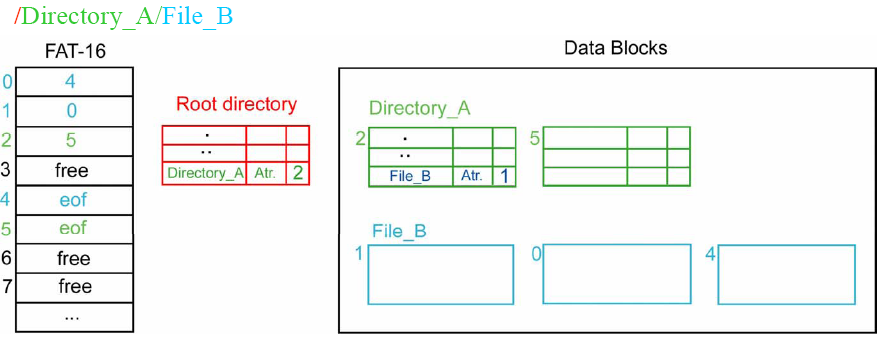 /Directory_A/File_B
FAT-16
0 4
1 0
2 5
3 free
4 eof
5 eof
6 free
7 free
...
Root directory
.
..
Directory_A Atr. 2
Data Blocks
Directory_A
2 .
..
File_B Atr. 1
5
File_B
1
0
4